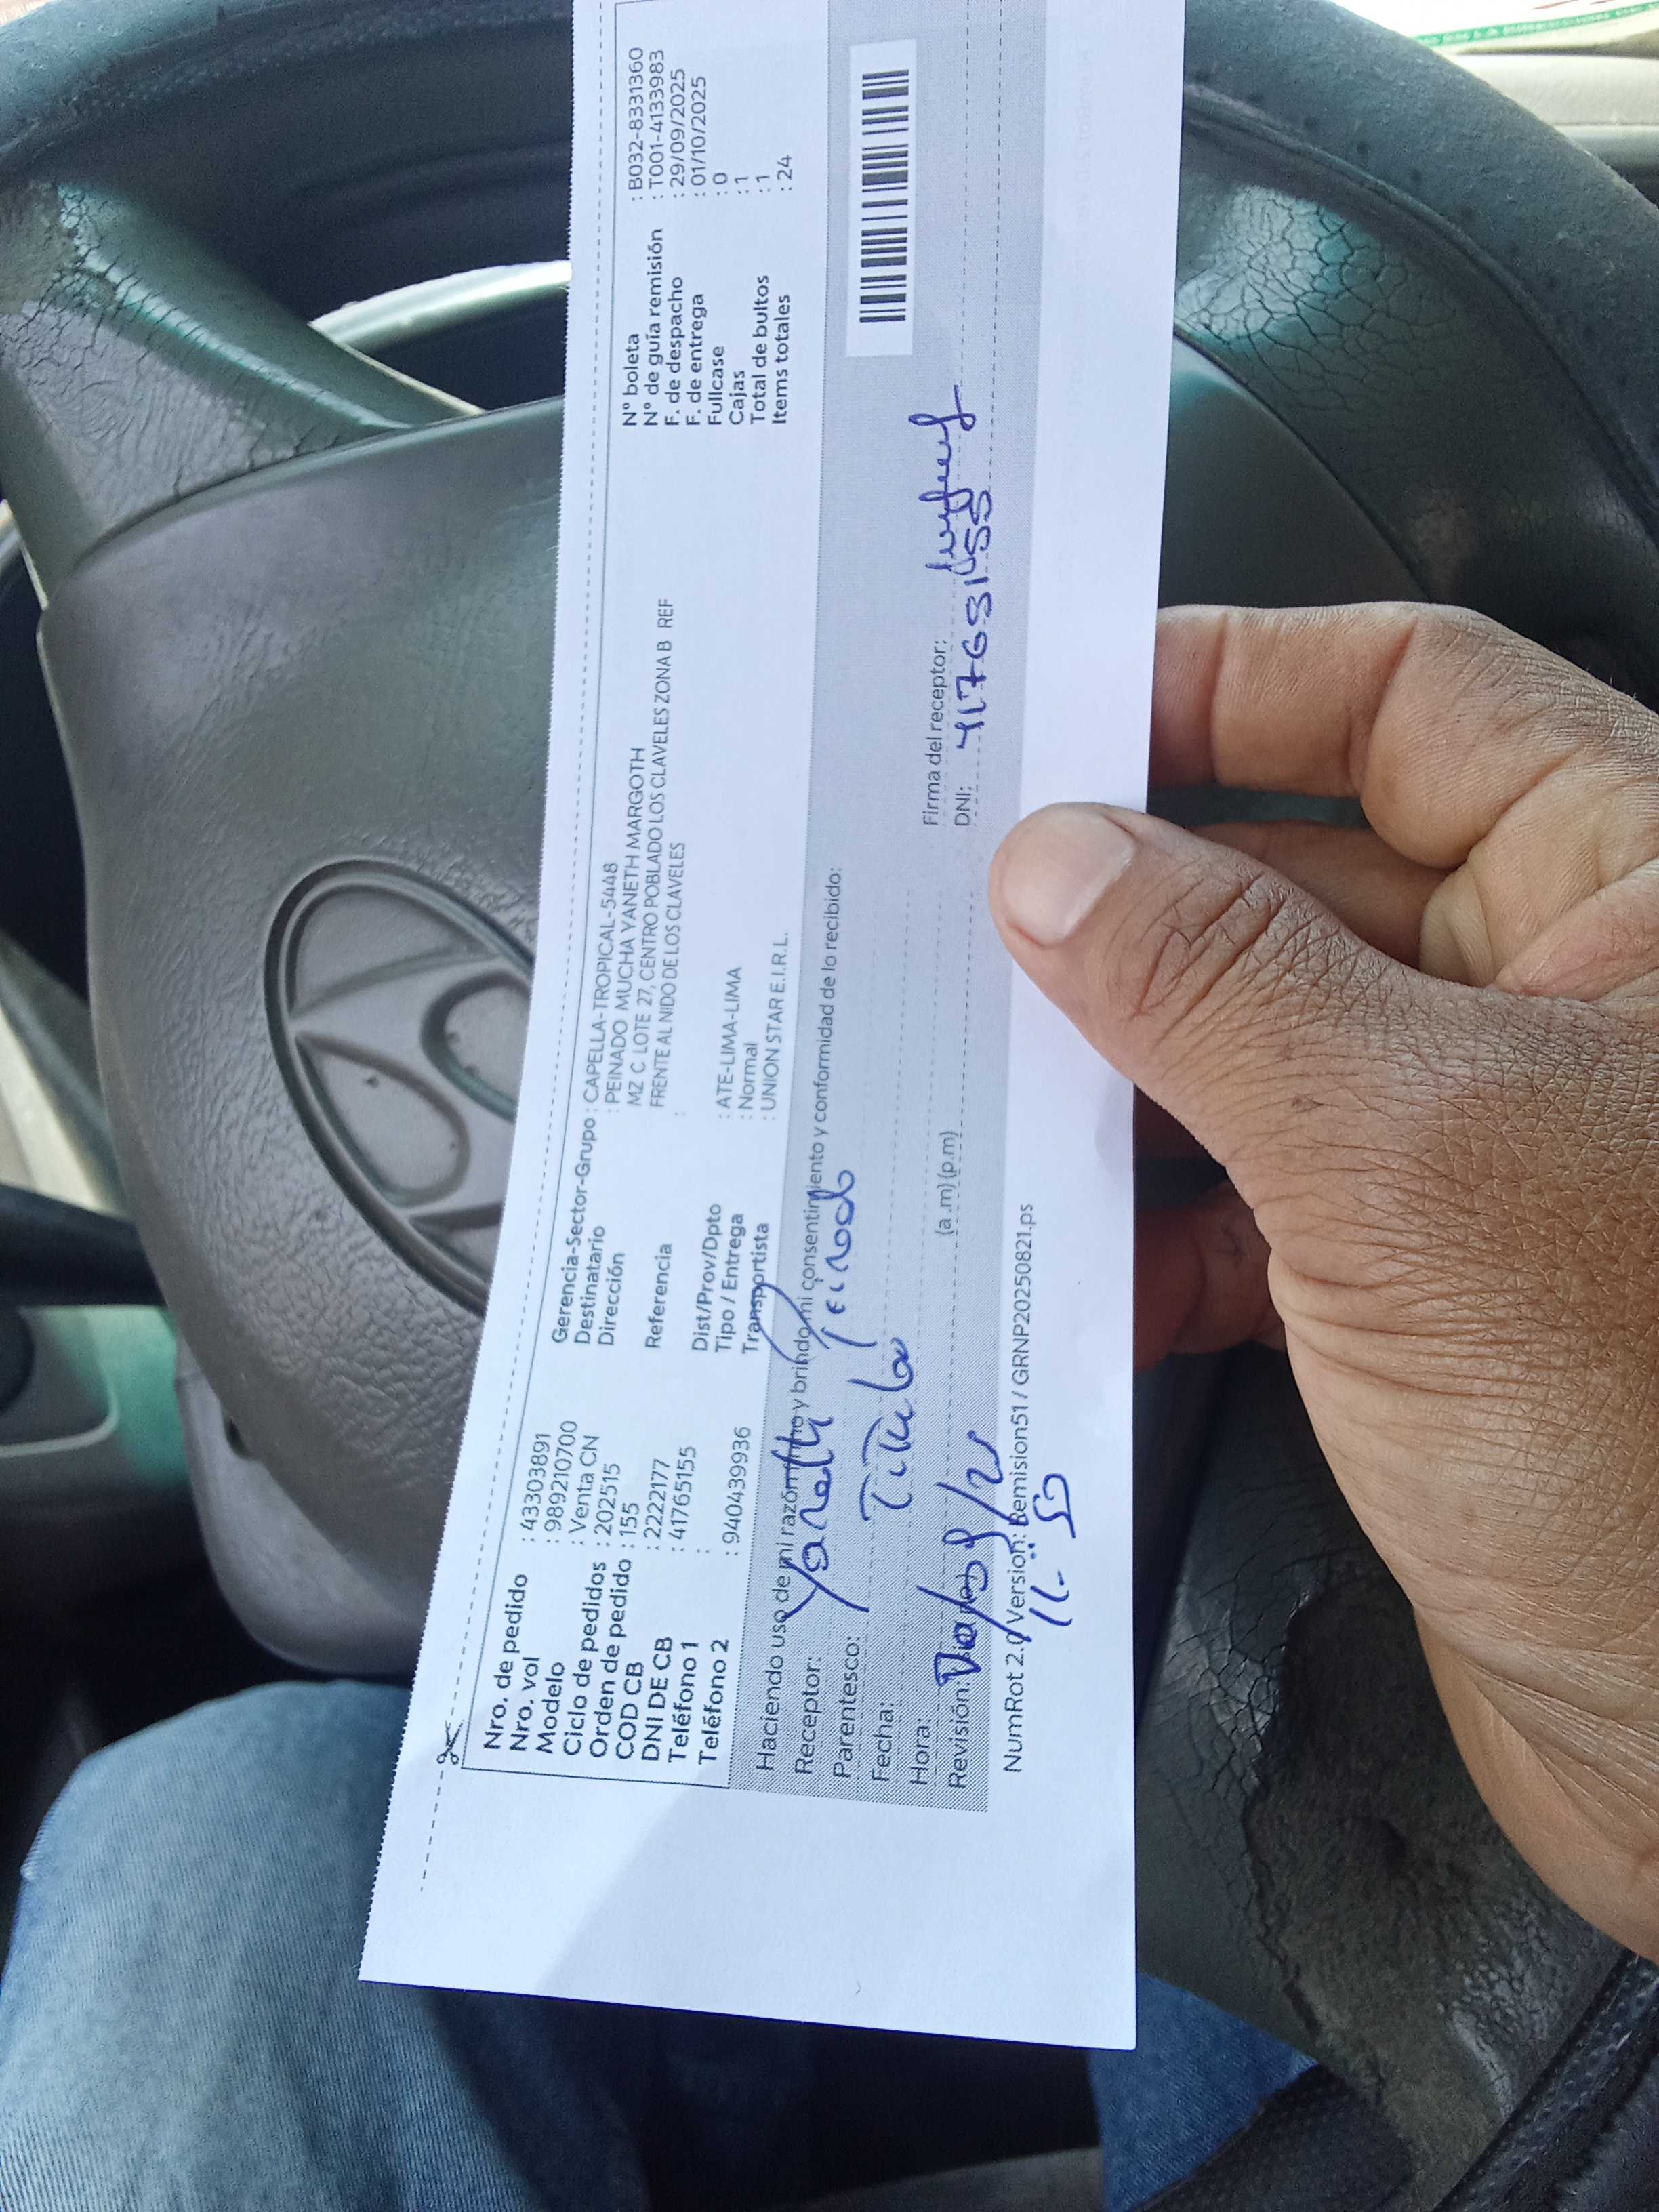 Nro. de pedido : 43303891
Nro. vol : 989210700
Modelo : Venta CN
Ciclo de pedidos : 202515
Orden de pedido : 155
COD CB : 2222177
DNI DE CB : 41765155
Teléfono 1 :
Teléfono 2 : 940439936
Gerencia-Sector-Grupo : CAPELLA-TROPICAL-5448
Destinatario : PEINADO MUCHA YANETH MARGOTH
Dirección MZ C LOTE 27, CENTRO POBLADO LOS CLAVELES ZONA B REF
FRENTE AL NIDO DE LOS CLAVELES
Referencia :
Dist/Prov/Dpto : ATE-LIMA-LIMA
Tipo / Entrega : Normal
Transportista : UNION STAR E.I.R.L.
N° boleta : B032-8331360
N° de guía remisión : T001-4133983
F. de despacho : 29/09/2025
F. de entrega : 01/10/2025
Fullcase : 0
Cajas : 1
Total de bultos : 1
Items totales : 24
Haciendo uso de mi razón íntimo y brindo mi consentimiento y conformidad de lo recibido:
Receptor: Yaneth
Parentesco: Titular
Fecha:
Hora: (a .m) (p.m)
Revisión:
Firma del receptor:
DNI:
NumRot 2.0 Version: Remision51 / GRNP20250821.ps